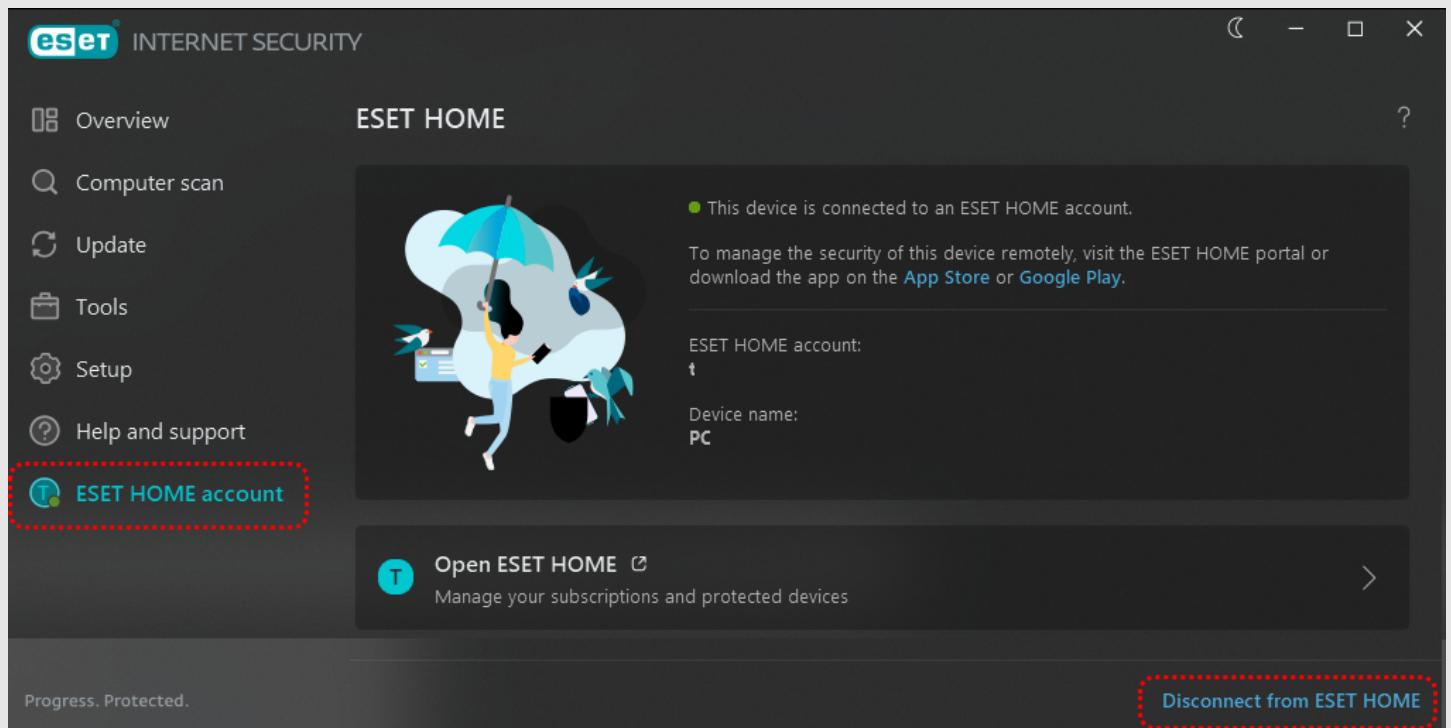 eset INTERNET SECURITY
Overview
Computer scan
Update
Tools
Setup
Help and support
T ESET HOME account
Progress. Protected.
ESET HOME
?
This device is connected to an ESET HOME account.
To manage the security of this device remotely, visit the ESET HOME portal or
download the app on the App Store or Google Play.
ESET HOME account:
t
Device name:
PC
T
Open ESET HOME
Manage your subscriptions and protected devices
Disconnect from ESET HOME